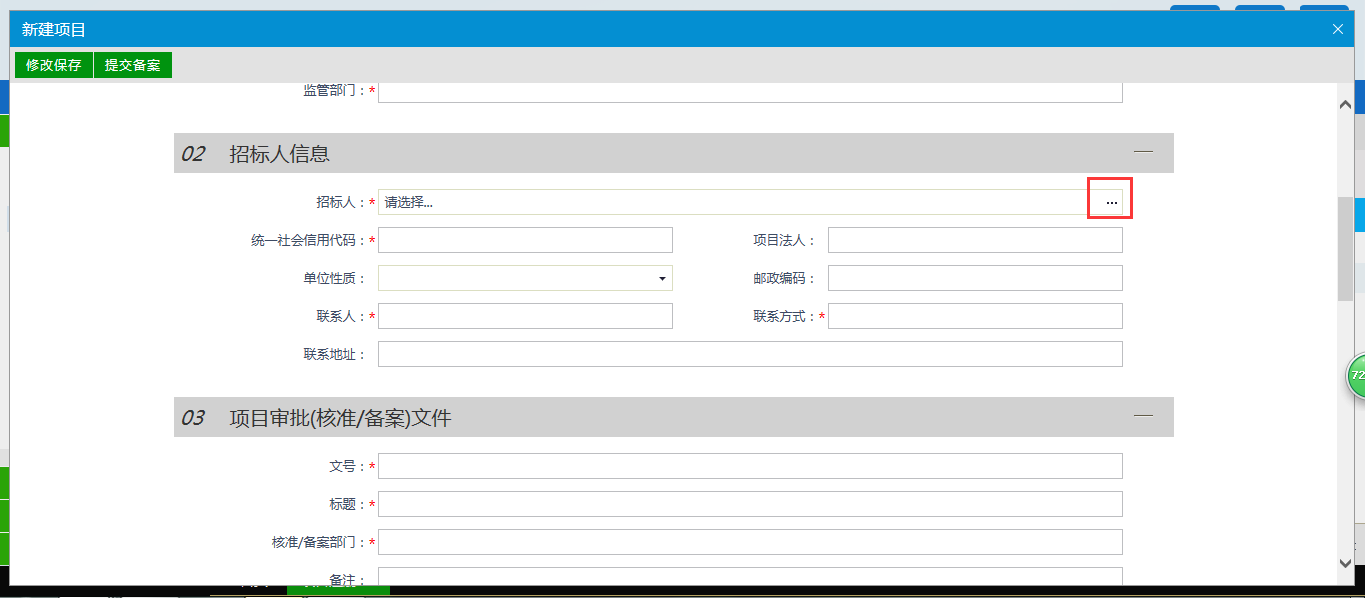 新建项目
修改保存 提交备案
监管部门：*
02 招标人信息
招标人：* 请选择... ...
统一社会信用代码：* 项目法人：
单位性质： 邮政编码：
联系人：* 联系方式：*
联系地址：
03 项目审批(核准/备案)文件
文号：*
标题：*
核准/备案部门：*
备注：
72